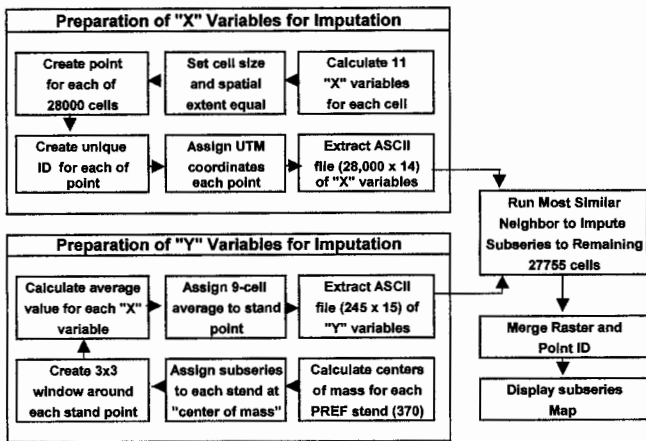 Preparation of "X" Variables for Imputation
Create point
for each of
28000 cells
Set cell size
and spatial
extent equal
Calculate 11
"X" variables
for each cell
Create unique
ID for each of
point
Assign UTM
coordinates
each point
Extract ASCII
file (28,000 x 14)
of "X" variables
Run Most Similar
Neighbor to Impute
Subseries to Remaining
27755 cells
Preparation of "Y" Variables for Imputation
Calculate average
value for each "X"
variable
Assign 9-cell
average to stand
point
Extract ASCII
file (245 x 15) of
"Y" variables
Create 3x3
window around
each stand point
Assign subseries
to each stend at
"center of mass"
Calculate centers
of mass for each
PREF stend (370)
Merge Raster and
Point ID
Display subseries
Map